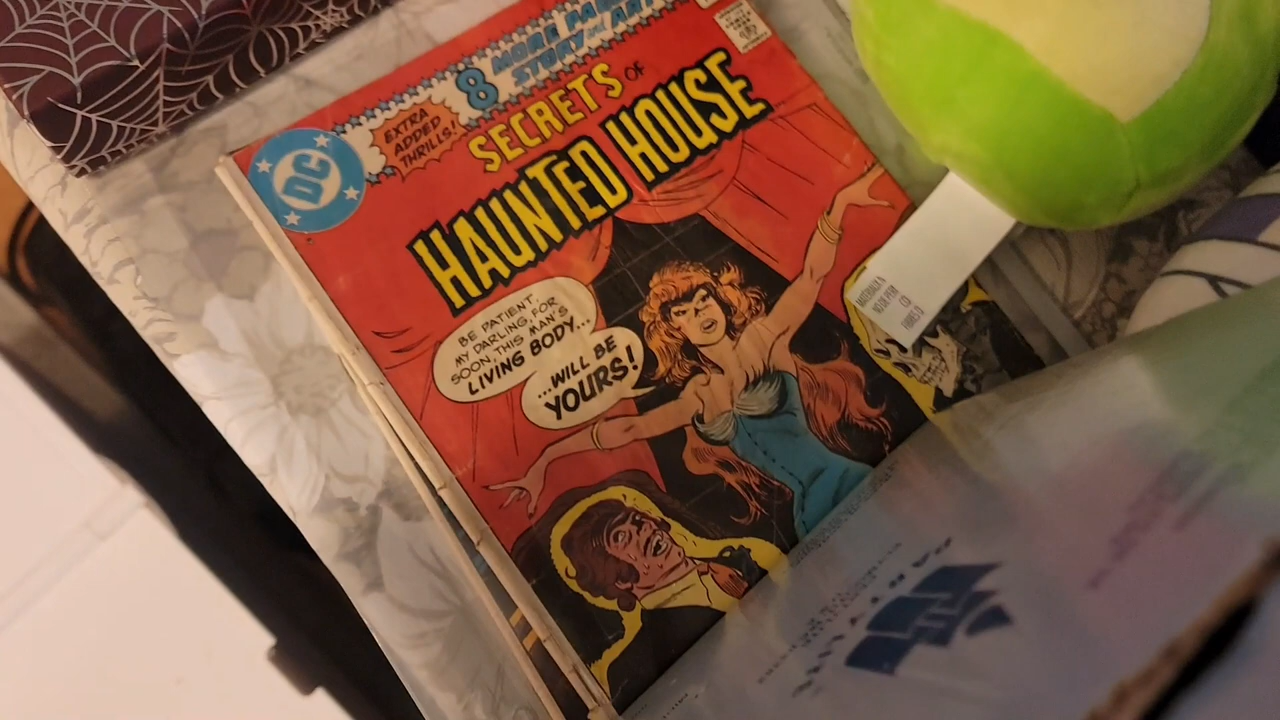 8 MORE PAGES
STORY AND ART!
EXTRA
ADDED
THRILLS!
DC
SECRETS OF
HAUNTED HOUSE
BE PATIENT,
MY DARLING, FOR
SOON, THIS MAN'S
LIVING BODY...
...WILL BE
YOURS!